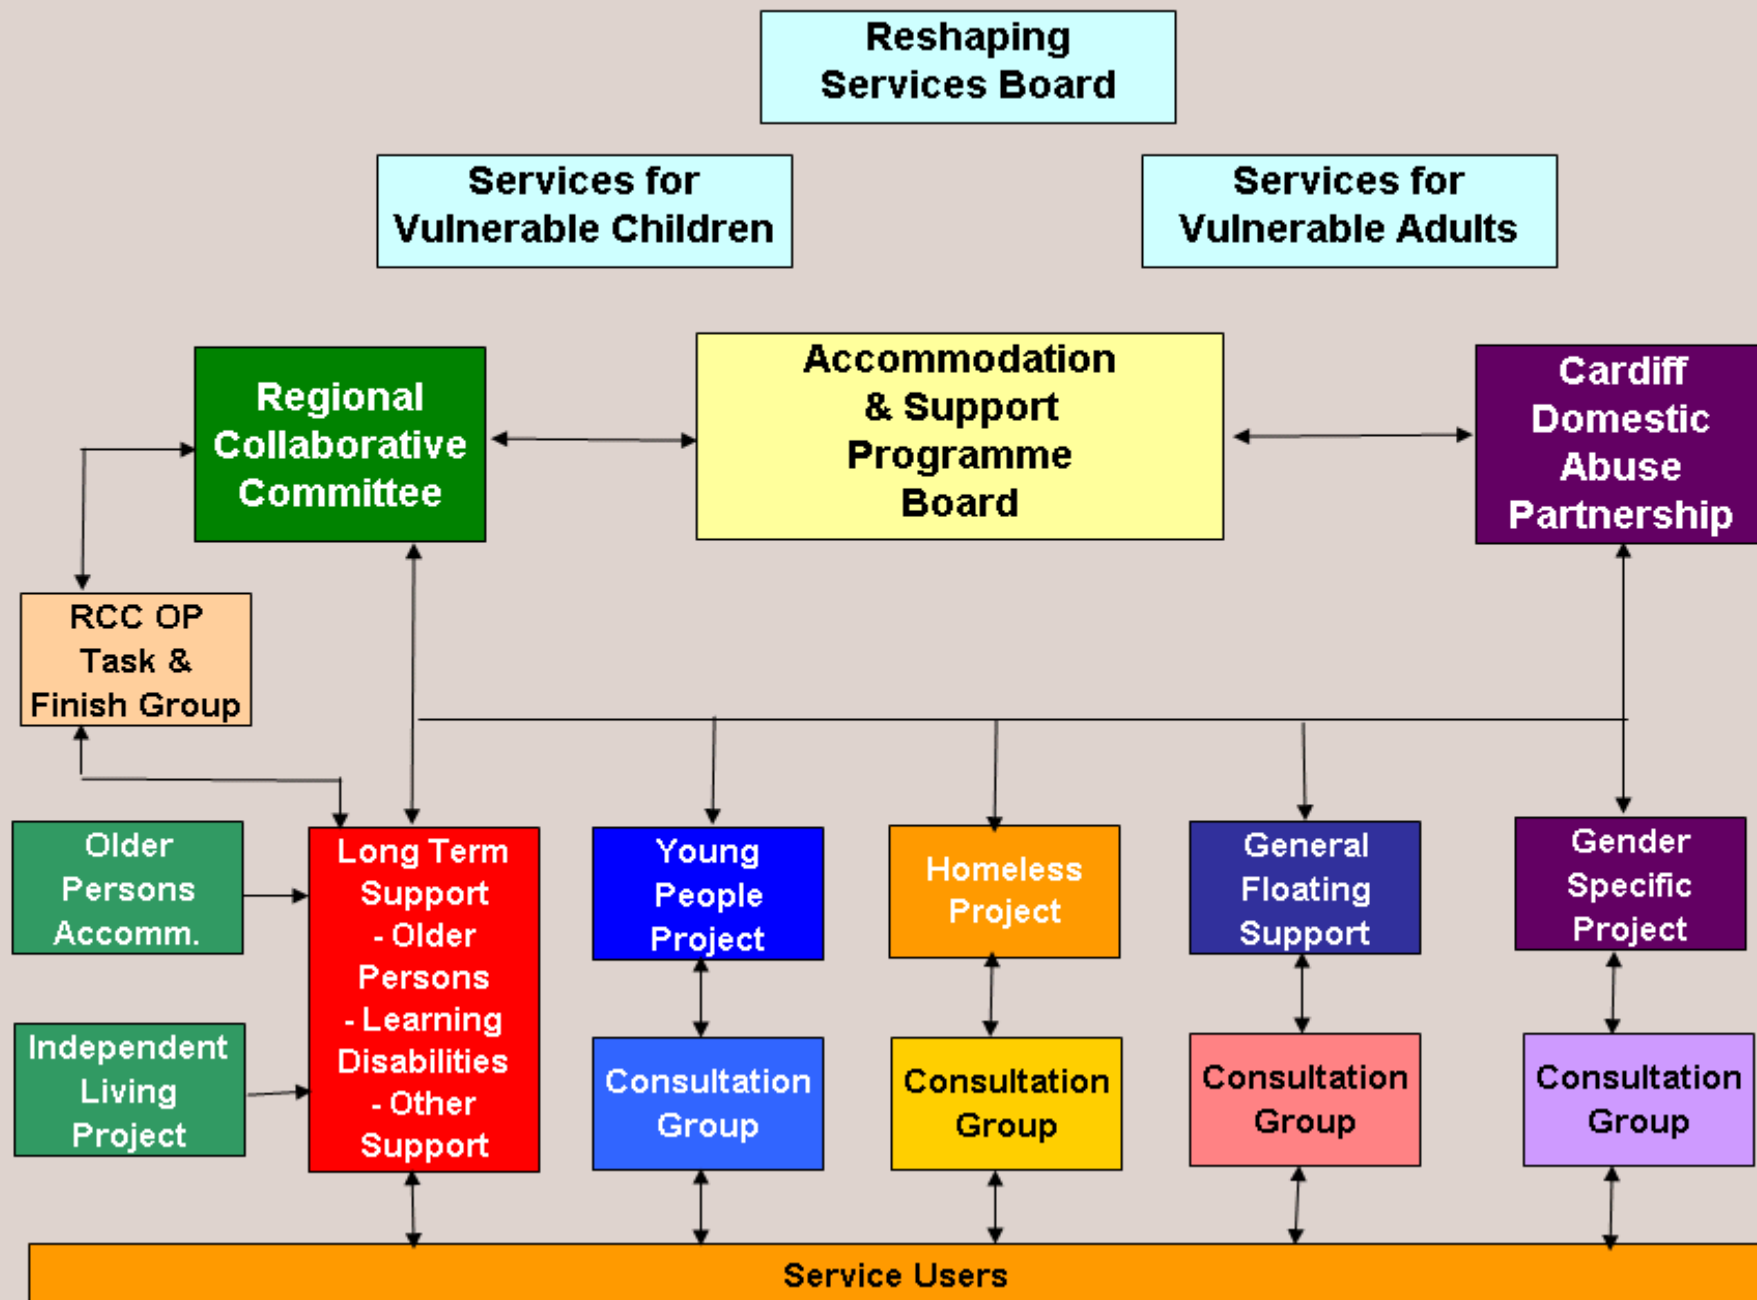 Reshaping
Services Board
Services for
Vulnerable Children
Services for
Vulnerable Adults
Regional
Collaborative
Committee
Accommodation
& Support
Programme
Board
Cardiff
Domestic
Abuse
Partnership
RCC OP
Task &
Finish Group
Older
Persons
Accomm.
Independent
Living
Project
Long Term
Support
- Older
Persons
- Learning
Disabilities
- Other
Support
Young
People
Project
Homeless
Project
General
Floating
Support
Gender
Specific
Project
Consultation
Group
Consultation
Group
Consultation
Group
Consultation
Group
Service Users